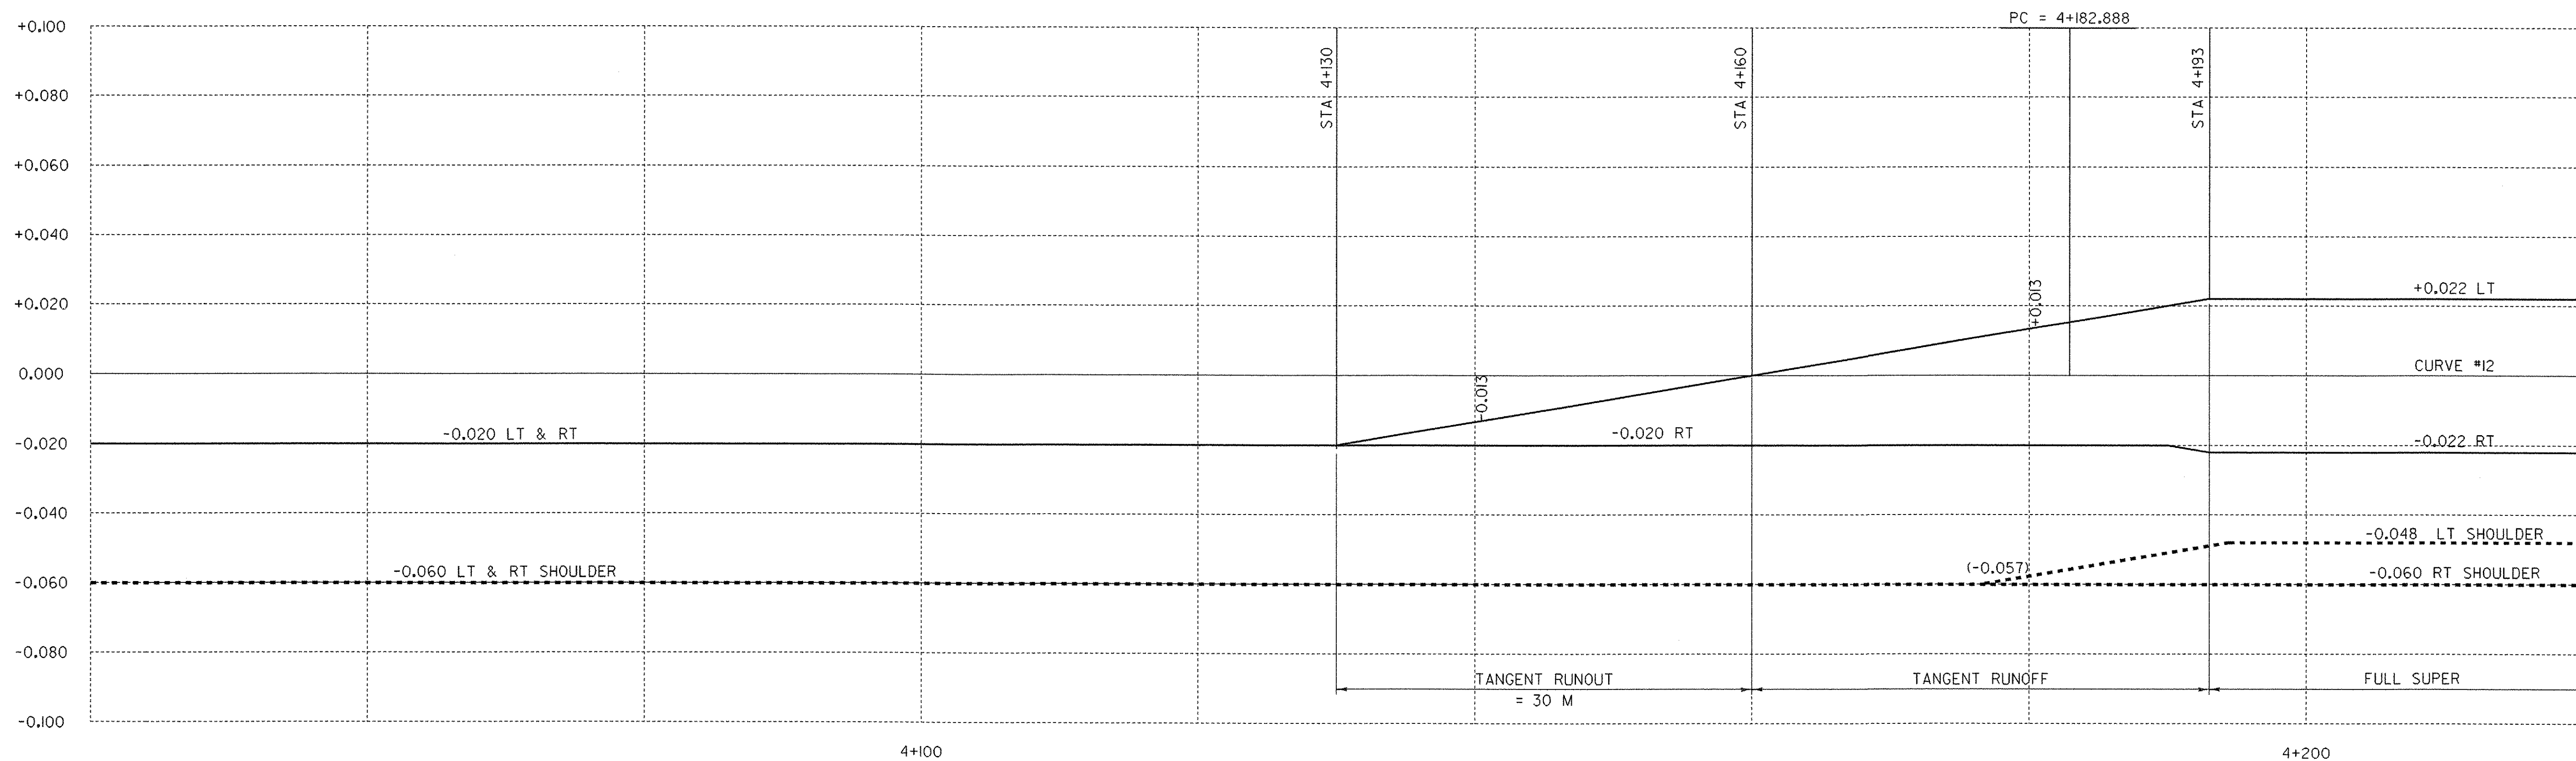 PC = 4+182.888
+0.100
STA 4+130
STA 4+160
STA 4+193
+0.080
+0.060
+0.040
+0.020
+0.013
+0.022 LT
0.000
CURVE #12
-0.013
-0.020
-0.020 LT & RT
-0.020 RT
-0.022 RT
-0.040
-0.048 LT SHOULDER
-0.060
-0.060 LT & RT SHOULDER
(-0.057)
-0.060 RT SHOULDER
-0.080
TANGENT RUNOUT
= 30 M
TANGENT RUNOFF
FULL SUPER
-0.100
4+100
4+200